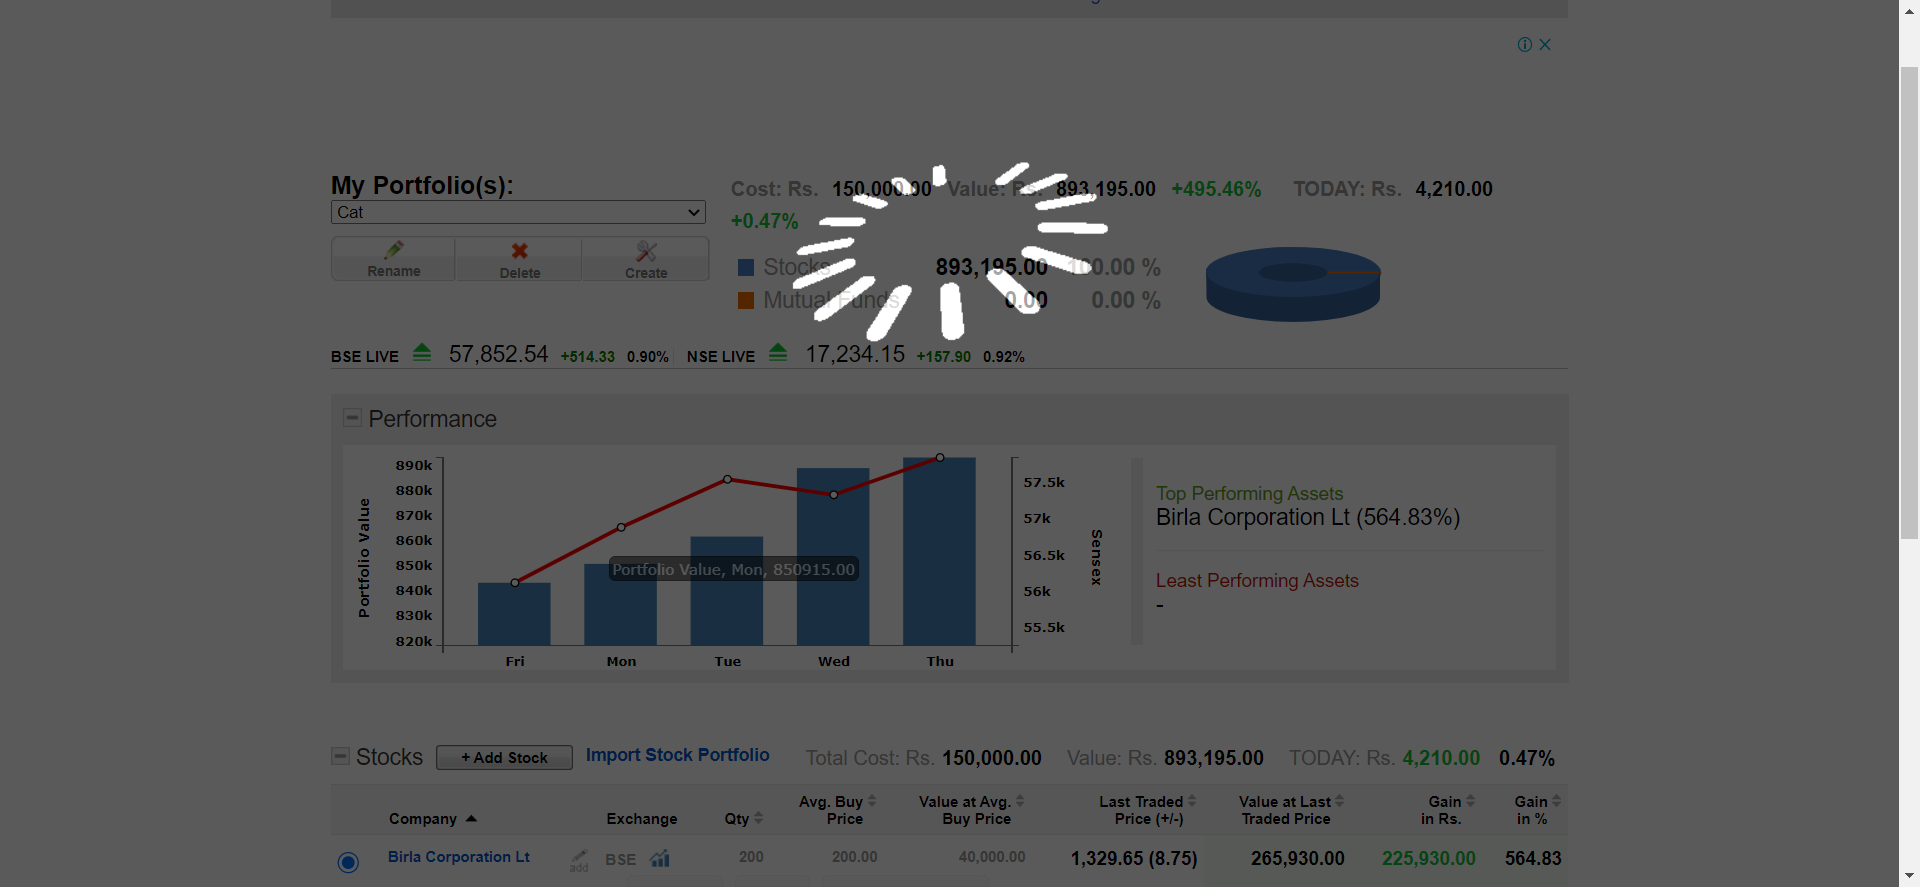 My Portfolio(s):
Cat
Rename
Delete
Create
Cost: Rs. 150,000.00 Value: Rs. 893,195.00 +495.46% TODAY: Rs. 4,210.00
+0.47%
Stocks 893,195.00 100.00 %
Mutual Funds 0.00 0.00 %
BSE LIVE 57,852.54 +514.33 0.90% NSE LIVE 17,234.15 +157.90 0.92%
Performance
Portfolio Value
890k
880k
870k
860k
850k
840k
830k
820k
Portfolio Value, Mon, 850915.00
Fri Mon Tue Wed Thu
57.5k
57k
56.5k
56k
55.5k
Sensex
Top Performing Assets
Birla Corporation Lt (564.83%)
Least Performing Assets
-
Stocks + Add Stock Import Stock Portfolio Total Cost: Rs. 150,000.00 Value: Rs. 893,195.00 TODAY: Rs. 4,210.00 0.47%
Company Exchange Qty Avg. Buy Price Value at Avg. Buy Price Last Traded Price (+/-) Value at Last Traded Price Gain in Rs. Gain in %
Birla Corporation Lt add BSE 200 200.00 40,000.00 1,329.65 (8.75) 265,930.00 225,930.00 564.83